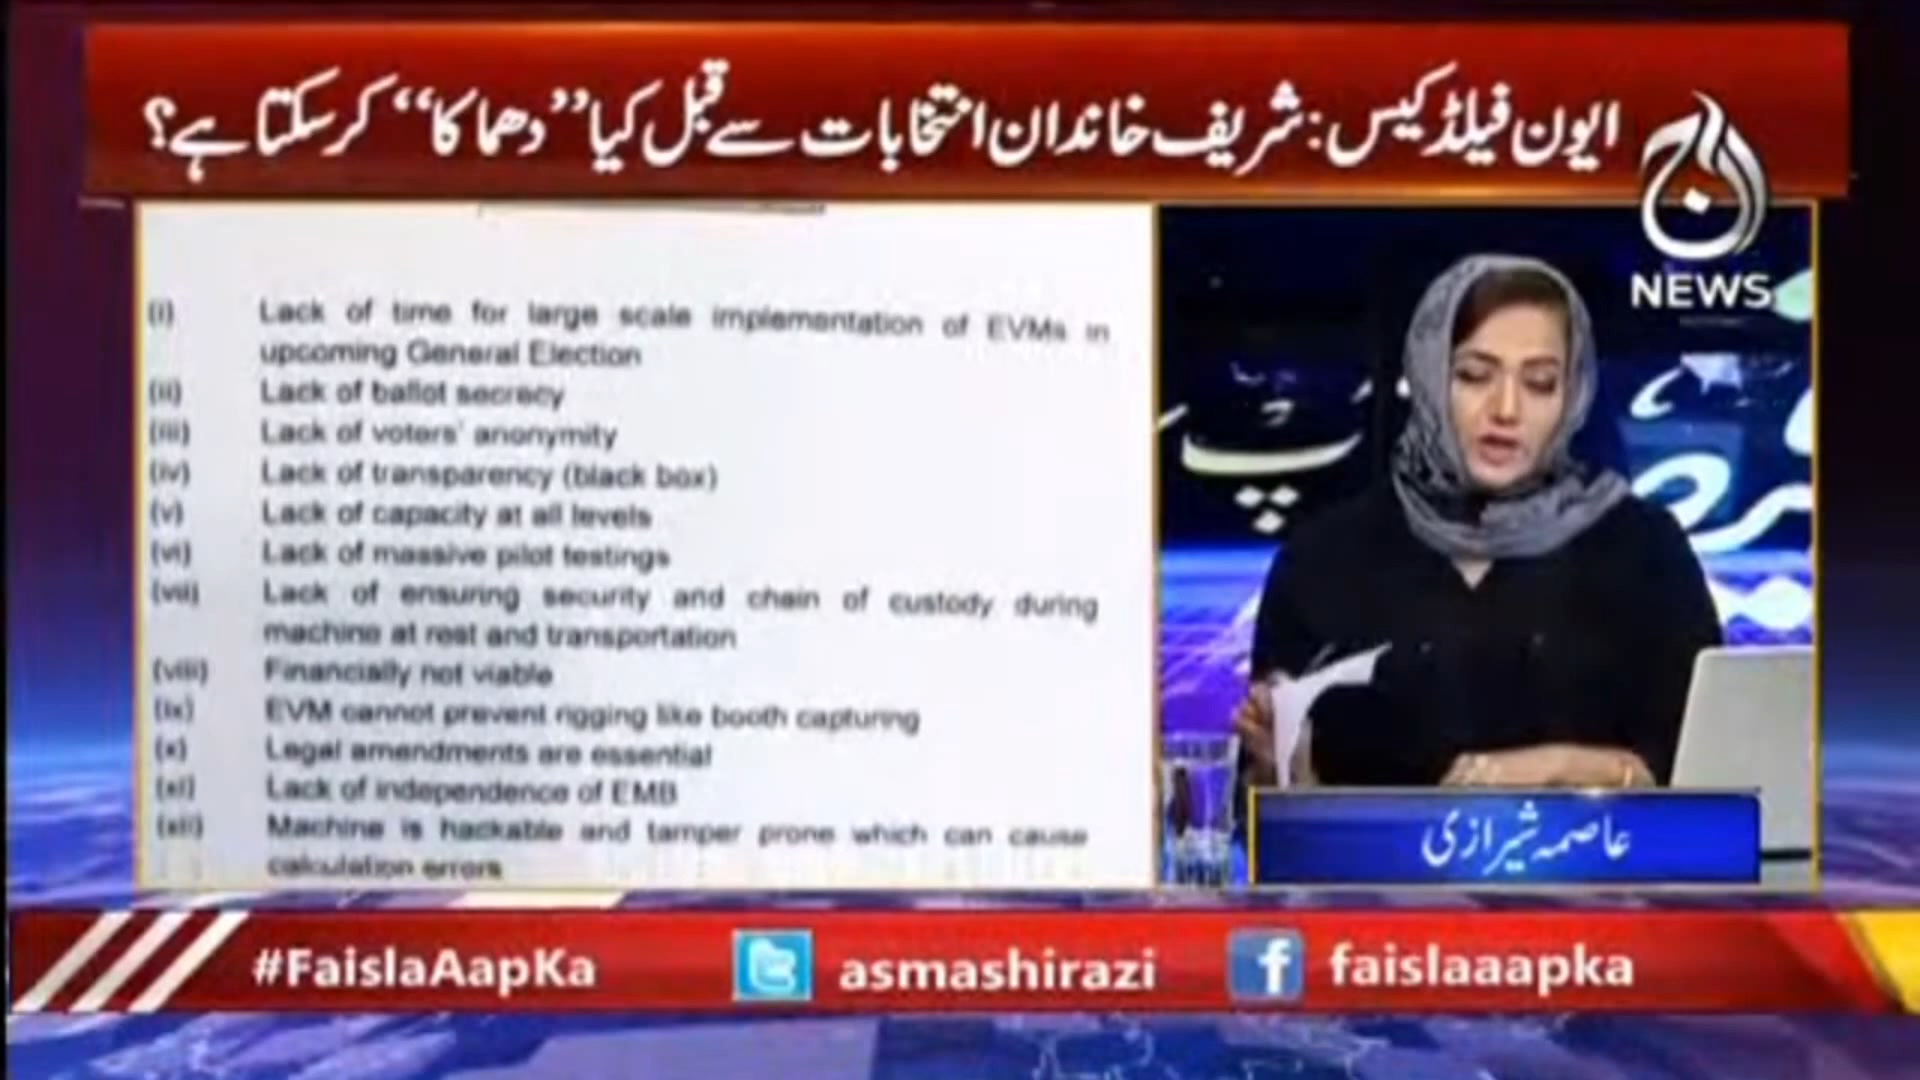 ایون فیلڈ کیس: شریف خاندان انتخابات سے قبل کیا ’’دھماکا‘‘ کرسکتا ہے؟
آج
NEWS
(i) Lack of time for large scale implementation of EVMs in
upcoming General Election
(ii) Lack of ballot secrecy
(iii) Lack of voters' anonymity
(iv) Lack of transparency (black box)
(v) Lack of capacity at all levels
(vi) Lack of massive pilot testings
(vii) Lack of ensuring security and chain of custody during
machine at rest and transportation
(viii) Financially not viable
(ix) EVM cannot prevent rigging like booth capturing
(x) Legal amendments are essential
(xi) Lack of independence of EMB
(xii) Machine is hackable and tamper prone which can cause
calculation errors
عاصمہ شیرازی
#FaislaAapKa
asmashirazi
faislaaapka